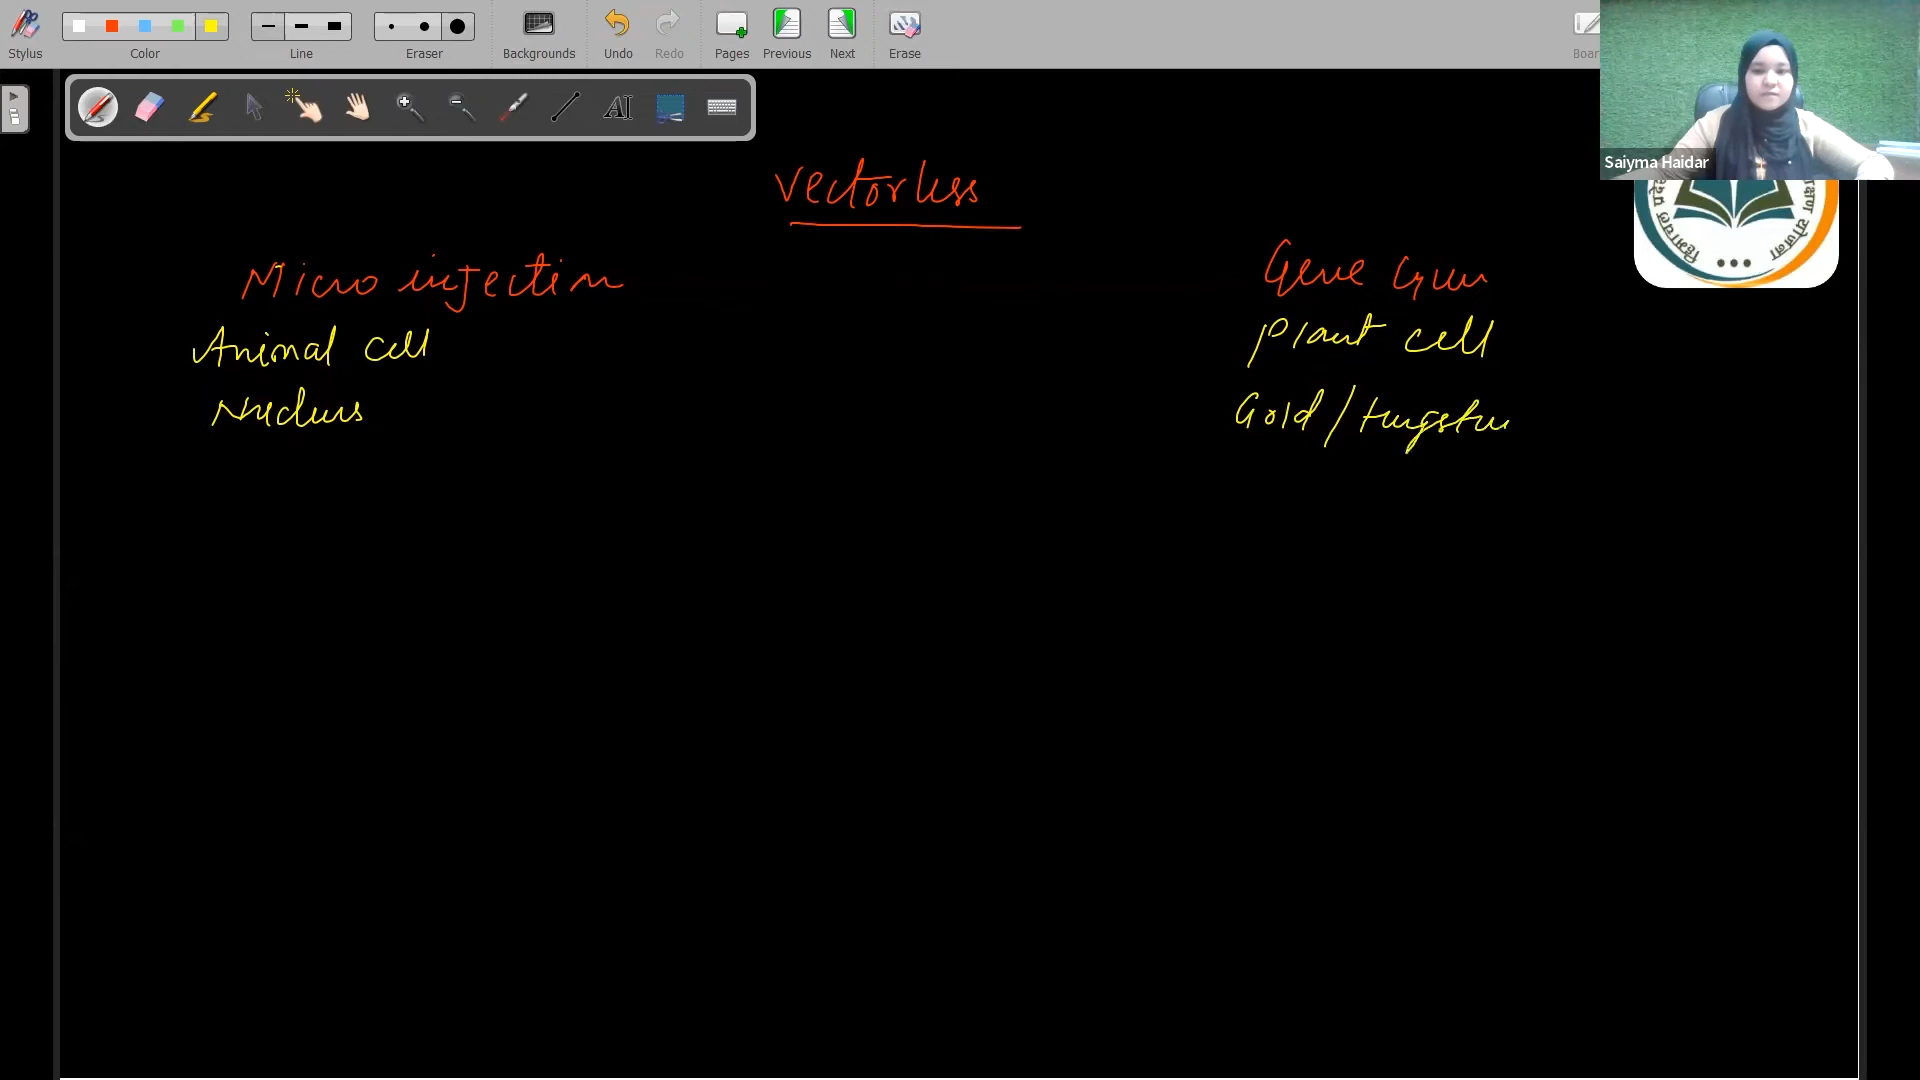 Stylus Color Line Eraser Backgrounds Undo Redo Pages Previous Next Erase Boar
Saiyma Haidar
Vectorless
Micro injection Gene Gun
Animal cell Plant cell
Nucleus Gold / tungsten